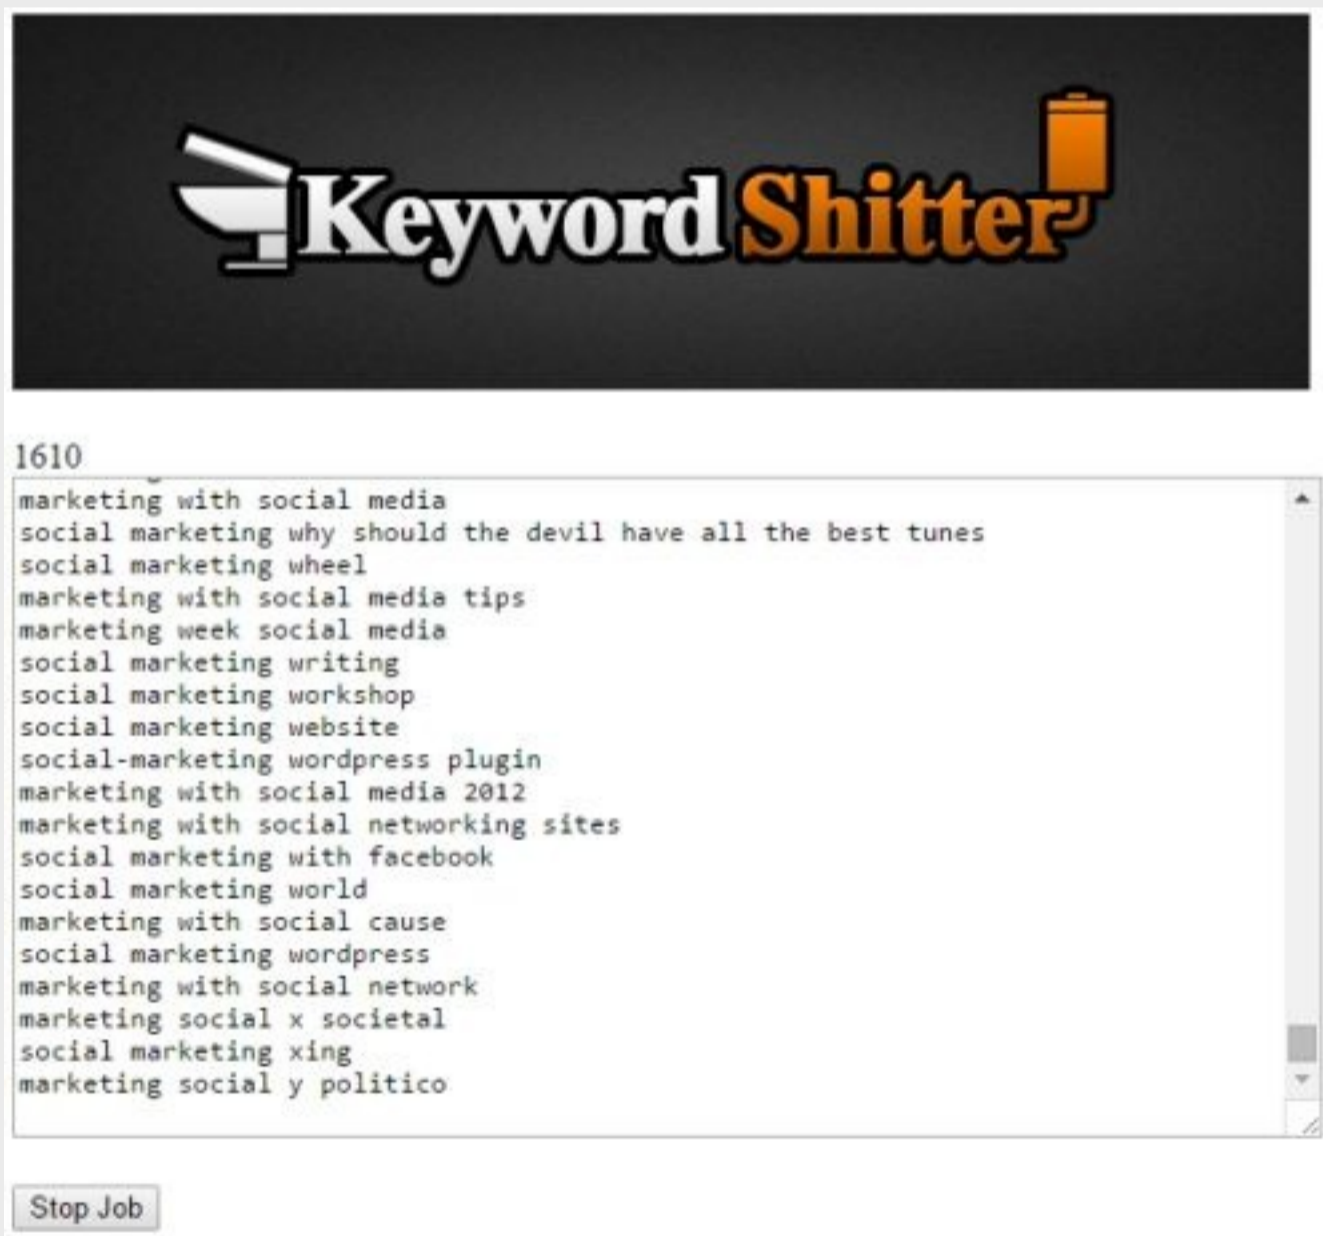 Keyword Shitter
1610
marketing with social media
social marketing why should the devil have all the best tunes
social marketing wheel
marketing with social media tips
marketing week social media
social marketing writing
social marketing workshop
social marketing website
social-marketing wordpress plugin
marketing with social media 2012
marketing with social networking sites
social marketing with facebook
social marketing world
marketing with social cause
social marketing wordpress
marketing with social network
marketing social x societal
social marketing xing
marketing social y politico
Stop Job